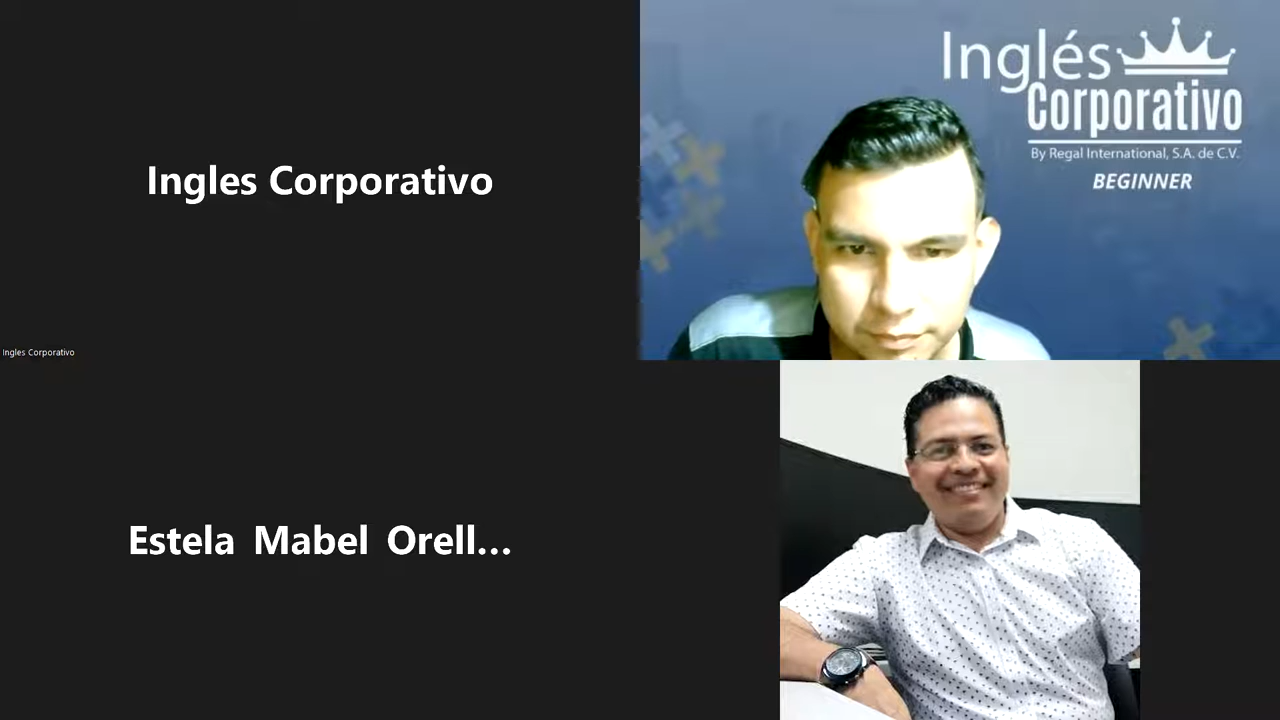 Ingles Corporativo
Ingles Corporativo
Inglés
Corporativo
By Regal International, S.A. de C.V.
BEGINNER
Estela Mabel Orell...